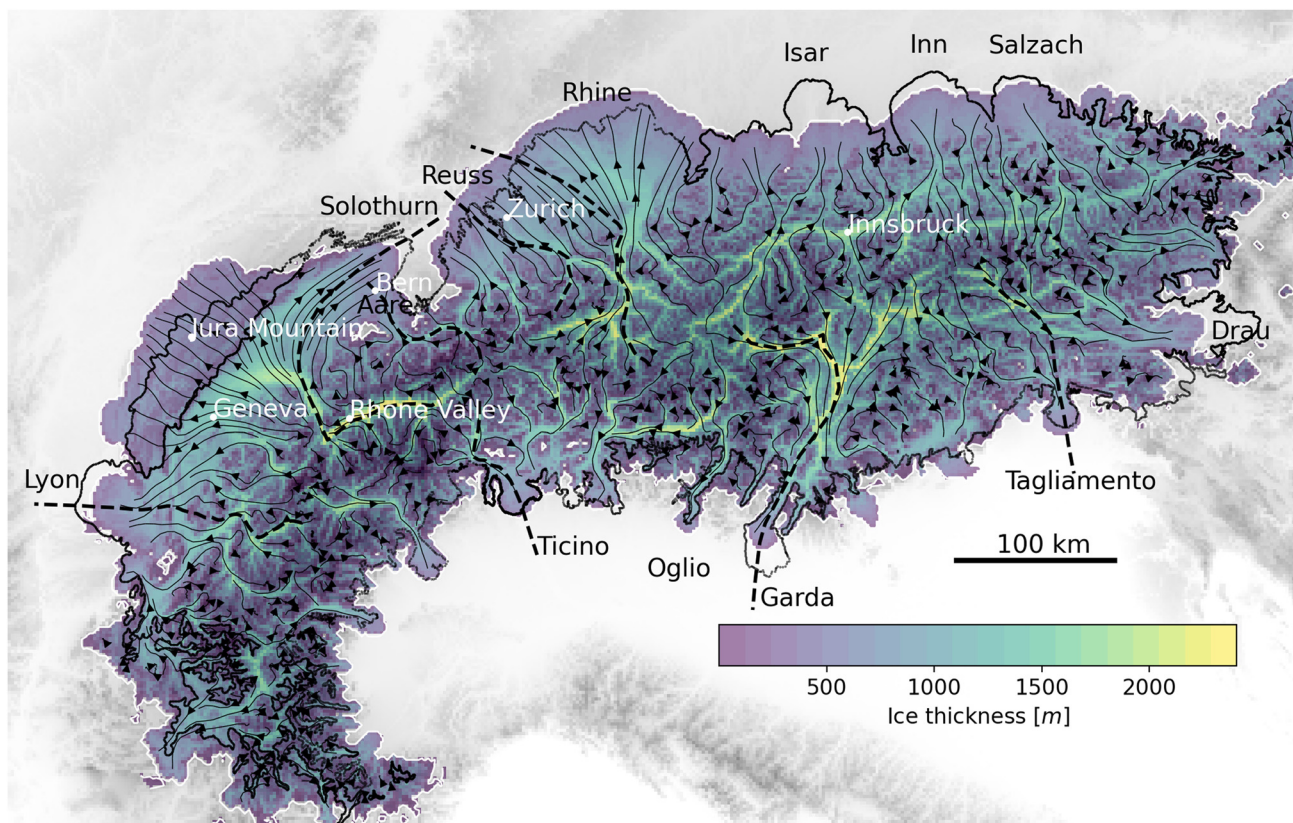 Isar
Inn
Salzach
Rhine
Reuss
Solothurn
Zurich
Innsbruck
Bern
Aare
Jura Mountain
Drau
Geneva
Rhone Valley
Lyon
Tagliamento
Ticino
100 km
Oglio
Garda
500 1000 1500 2000
Ice thickness [m]